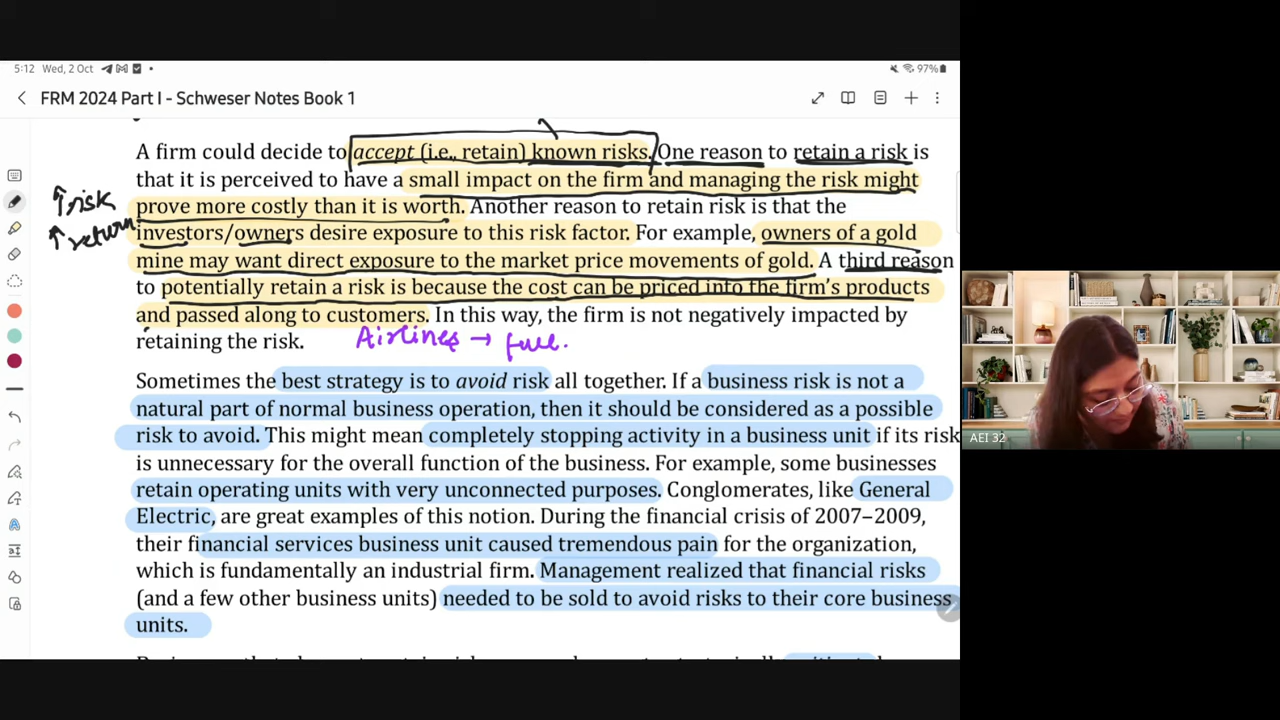 5:12 Wed, 2 Oct
97%
FRM 2024 Part I - Schweser Notes Book 1
A firm could decide to accept (i.e., retain) known risks. One reason to retain a risk is
that it is perceived to have a small impact on the firm and managing the risk might
↑risk
prove more costly than it is worth. Another reason to retain risk is that the
↑return
investors/owners desire exposure to this risk factor. For example, owners of a gold
mine may want direct exposure to the market price movements of gold. A third reason
to potentially retain a risk is because the cost can be priced into the firm's products
and passed along to customers. In this way, the firm is not negatively impacted by
retaining the risk.
Airlines → fuel.
Sometimes the best strategy is to avoid risk all together. If a business risk is not a
natural part of normal business operation, then it should be considered as a possible
risk to avoid. This might mean completely stopping activity in a business unit if its risk
is unnecessary for the overall function of the business. For example, some businesses
retain operating units with very unconnected purposes. Conglomerates, like General
Electric, are great examples of this notion. During the financial crisis of 2007–2009,
their financial services business unit caused tremendous pain for the organization,
which is fundamentally an industrial firm. Management realized that financial risks
(and a few other business units) needed to be sold to avoid risks to their core business
units.
AEI 32